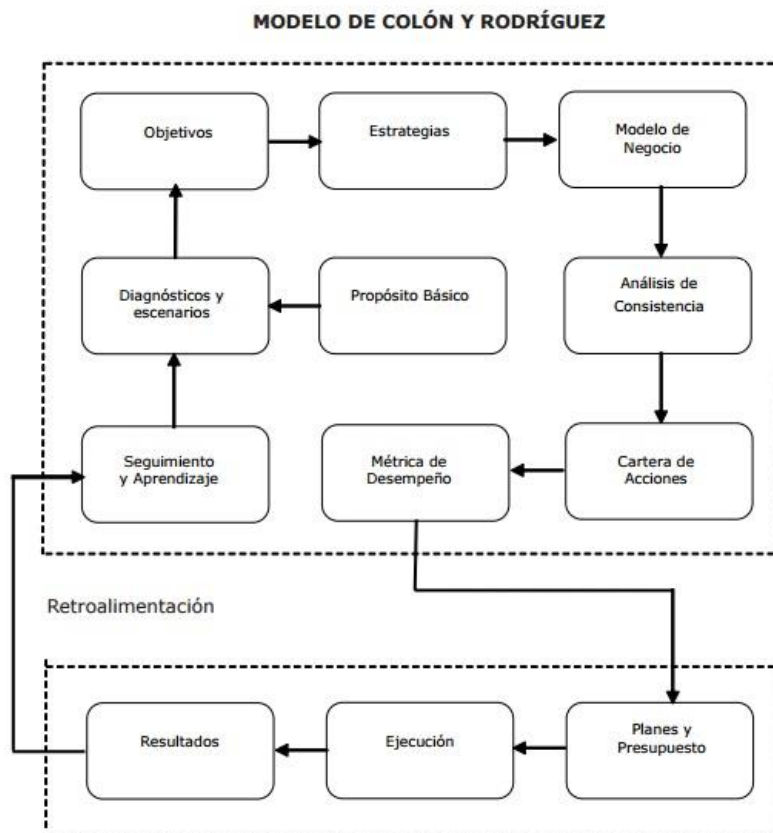 MODELO DE COLÓN Y RODRÍGUEZ
Objetivos
Estrategias
Modelo de
Negocio
Diagnósticos y
escenarios
Propósito Básico
Análisis de
Consistencia
Seguimiento
y Aprendizaje
Métrica de
Desempeño
Cartera de
Acciones
Retroalimentación
Resultados
Ejecución
Planes y
Presupuesto